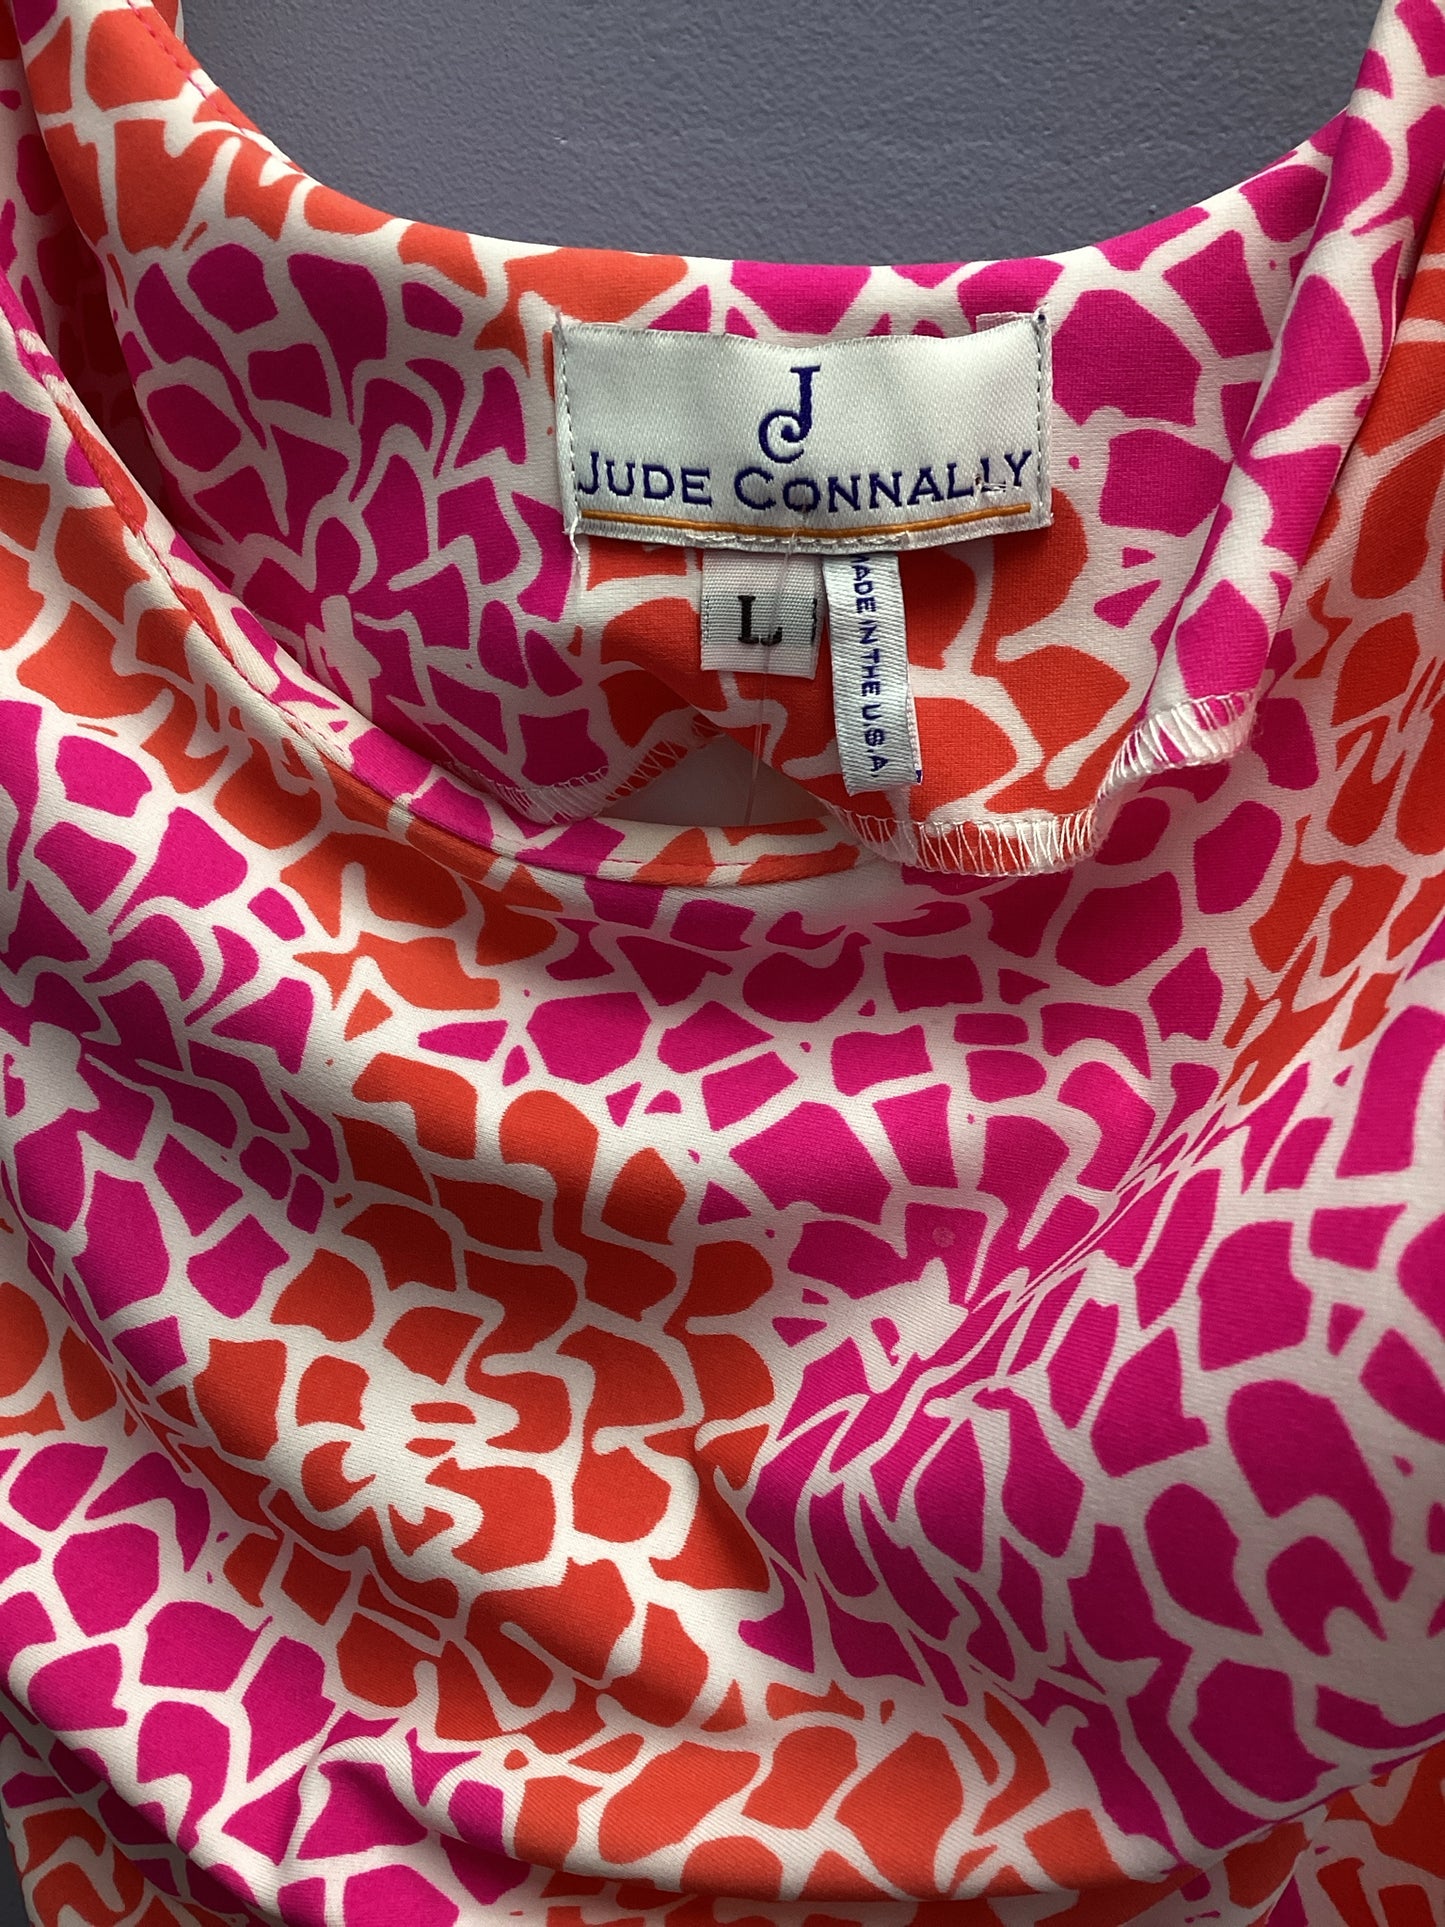 J
JUDE CONNALLY
L
MADE IN THE U.S.A.